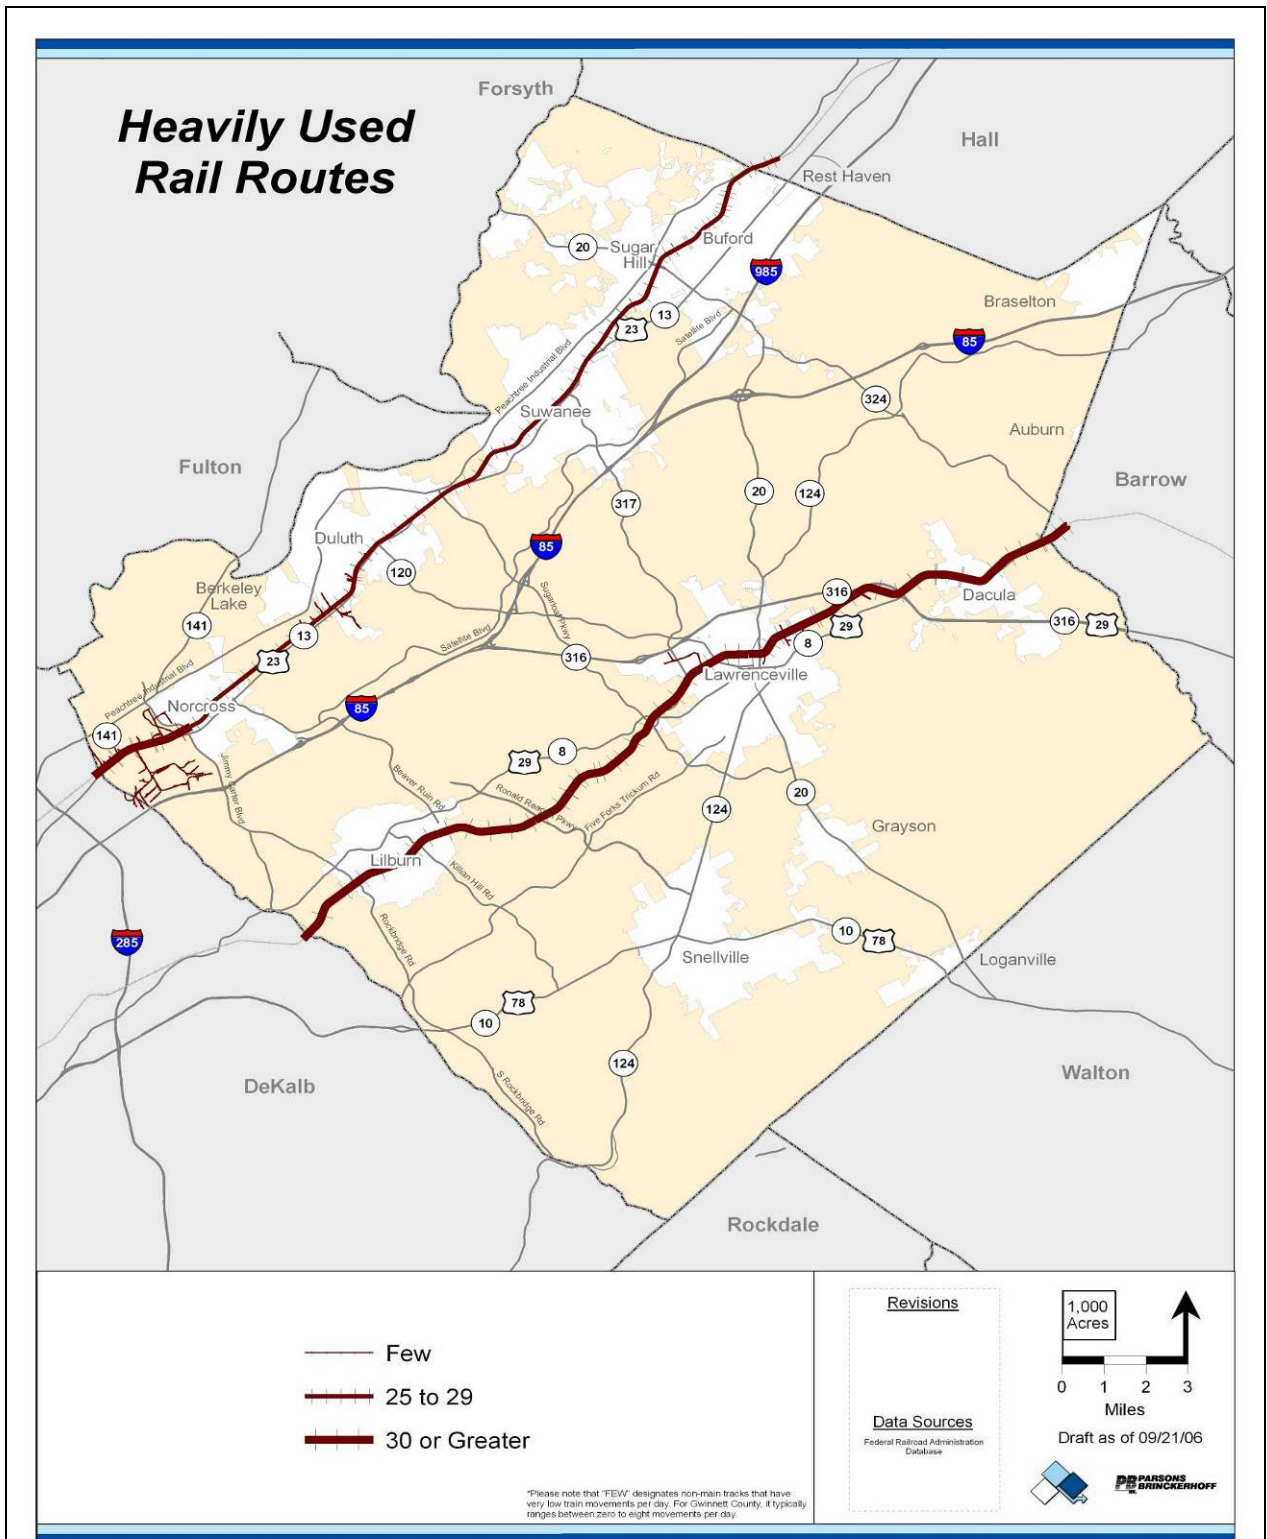 Heavily Used
Rail Routes
Forsyth
Hall
Rest Haven
20
Sugar
Hill
Buford
985
23
13
Satellite Blvd
Braselton
85
Peachtree Industrial Blvd
324
Suwanee
Auburn
Fulton
Barrow
317
20
124
Duluth
85
120
Berkeley
Lake
Sugarloaf Pkwy
316
Dacula
141
13
Satellite Blvd
29
316
29
23
316
8
Peachtree Industrial Blvd
Lawrenceville
Norcross
85
141
8
29
Jimmy Carter Blvd
Beaver Ruin Rd
Ronald Reagan Pkwy
Five Forks Trickum Rd
20
124
Grayson
Lilburn
Killian Hill Rd
Rockbridge Rd
285
10
78
Snellville
Loganville
78
10
124
DeKalb
S Rockbridge Rd
Walton
Rockdale
Few
25 to 29
30 or Greater
*Please note that "FEW" designates non-main tracks that have
very low train movements per day. For Gwinnett County, it typically
ranges between zero to eight movements per day.
Revisions
Data Sources
Federal Railroad Administration
Database
1,000
Acres
0 1 2 3
Miles
Draft as of 09/21/06
PB PARSONS
BRINCKERHOFF